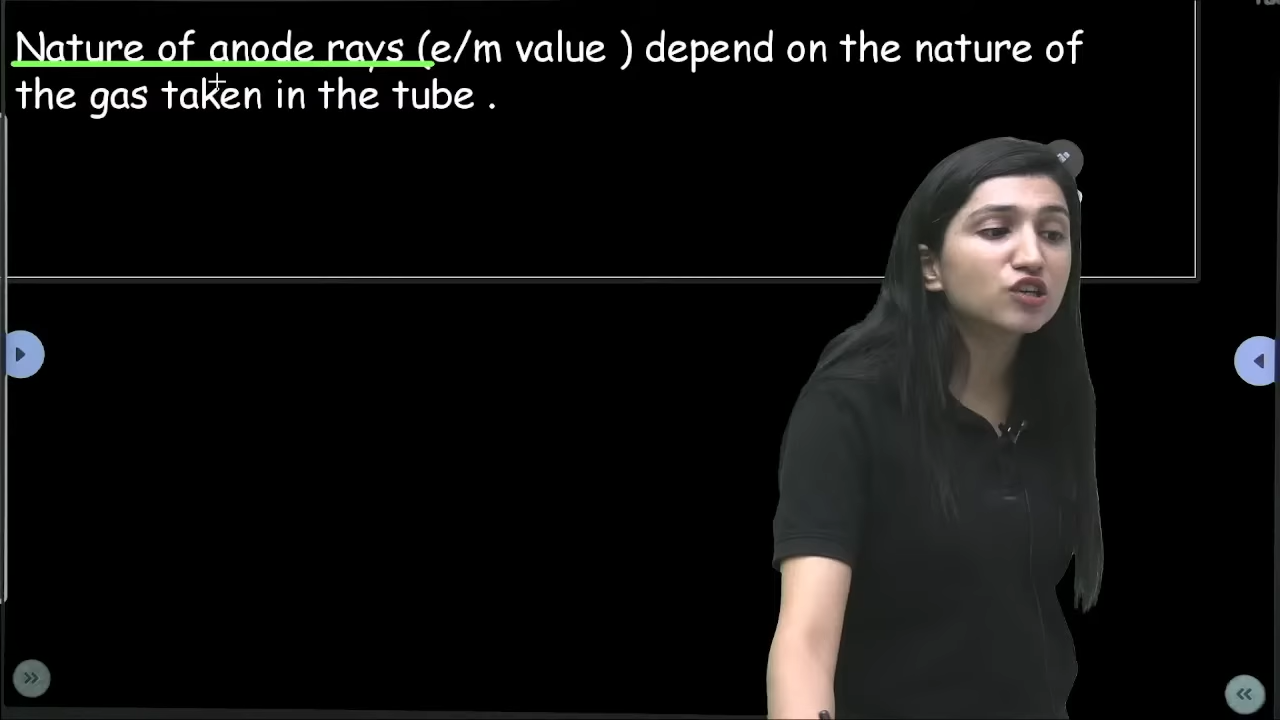 Nature of anode rays (e/m value ) depend on the nature of
the gas taken in the tube .